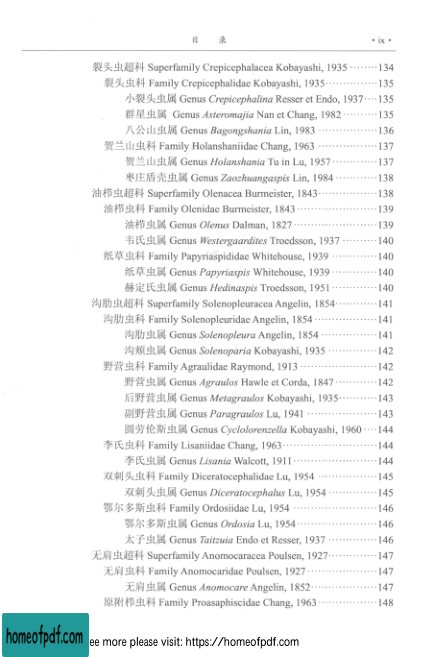 目 录 • ix •
裂头虫超科 Superfamily Crepicephalacea Kobayashi, 1935 ········ 134
裂头虫科 Family Crepicephalidae Kobayashi, 1935 ··············· 135
小裂头虫属 Genus Crepicephalina Resser et Endo, 1937 ···· 135
群星虫属 Genus Asteromajia Nan et Chang, 1982 ··········· 135
八公山虫属 Genus Bagongshania Lin, 1983 ················· 136
贺兰山虫科 Family Holanshaniidae Chang, 1963 ················ 137
贺兰山虫属 Genus Holanshania Tu in Lu, 1957 ············· 137
枣庄盾壳虫属 Genus Zaozhuangaspis Lin, 1984 ············ 138
油栉虫超科 Superfamily Olenacea Burmeister, 1843 ················ 138
油栉虫科 Family Olenidae Burmeister, 1843 ······················ 139
油栉虫属 Genus Olenus Dalman, 1827 ······················ 139
韦氏虫属 Genus Westergaardites Troedsson, 1937 ··········· 140
纸草虫科 Family Papyriaspididae Whitehouse, 1939 ············· 140
纸草虫属 Genus Papyriaspis Whitehouse, 1939 ············· 140
赫定氏虫属 Genus Hedinaspis Troedsson, 1951 ············· 140
沟肋虫超科 Superfamily Solenopleuracea Angelin, 1854 ············ 141
沟肋虫科 Family Solenopleuridae Angelin, 1854 ················· 141
沟肋虫属 Genus Solenopleura Angelin, 1854 ··············· 141
沟颊虫属 Genus Solenoparia Kobayashi, 1935 ·············· 142
野营虫科 Family Agraulidae Raymond, 1913 ····················· 142
野营虫属 Genus Agraulos Hawle et Corda, 1847 ············ 142
后野营虫属 Genus Metagraulos Kobayashi, 1935 ············ 143
副野营虫属 Genus Paragraulos Lu, 1941 ··················· 143
圆劳伦斯虫属 Genus Cyclolorenzella Kobayashi, 1960 ···· 144
李氏虫科 Family Lisaniidae Chang, 1963 ·························· 144
李氏虫属 Genus Lisania Walcott, 1911 ······················ 144
双刺头虫科 Family Diceratocephalidae Lu, 1954 ················· 145
双刺头虫属 Genus Diceratocephalus Lu, 1954 ·············· 145
鄂尔多斯虫科 Family Ordosiidae Lu, 1954 ······················· 146
鄂尔多斯虫属 Genus Ordosia Lu, 1954 ····················· 146
太子虫属 Genus Taitzuia Endo et Resser, 1937 ·············· 146
无肩虫超科 Superfamily Anomocaracea Poulsen, 1927 ·············· 147
无肩虫科 Family Anomocaridae Poulsen, 1927 ··················· 147
无肩虫属 Genus Anomocare Angelin, 1852 ················· 147
原附栉虫科 Family Proasaphiscidae Chang, 1963 ················ 148
homeofpdf.com
ee more please visit: https://homeofpdf.com